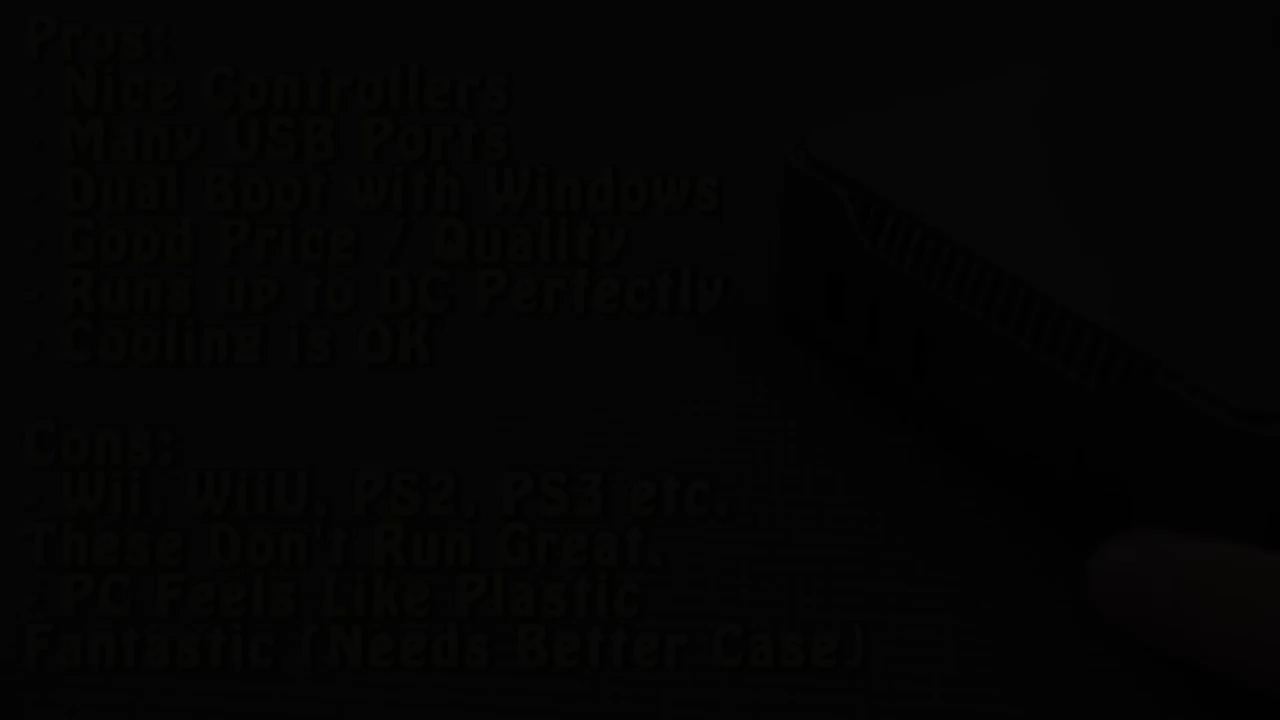 Pros:
- Nice Controllers
- Many USB Ports
- Dual Boot with Windows
- Good Price / Quality
- Runs up to DC Perfectly
- Cooling is OK
Cons:
- Wii, WiiU, PS2, PS3 etc.
These Don't Run Great.
- PC Feels Like Plastic
Fantastic (Needs Better Case)